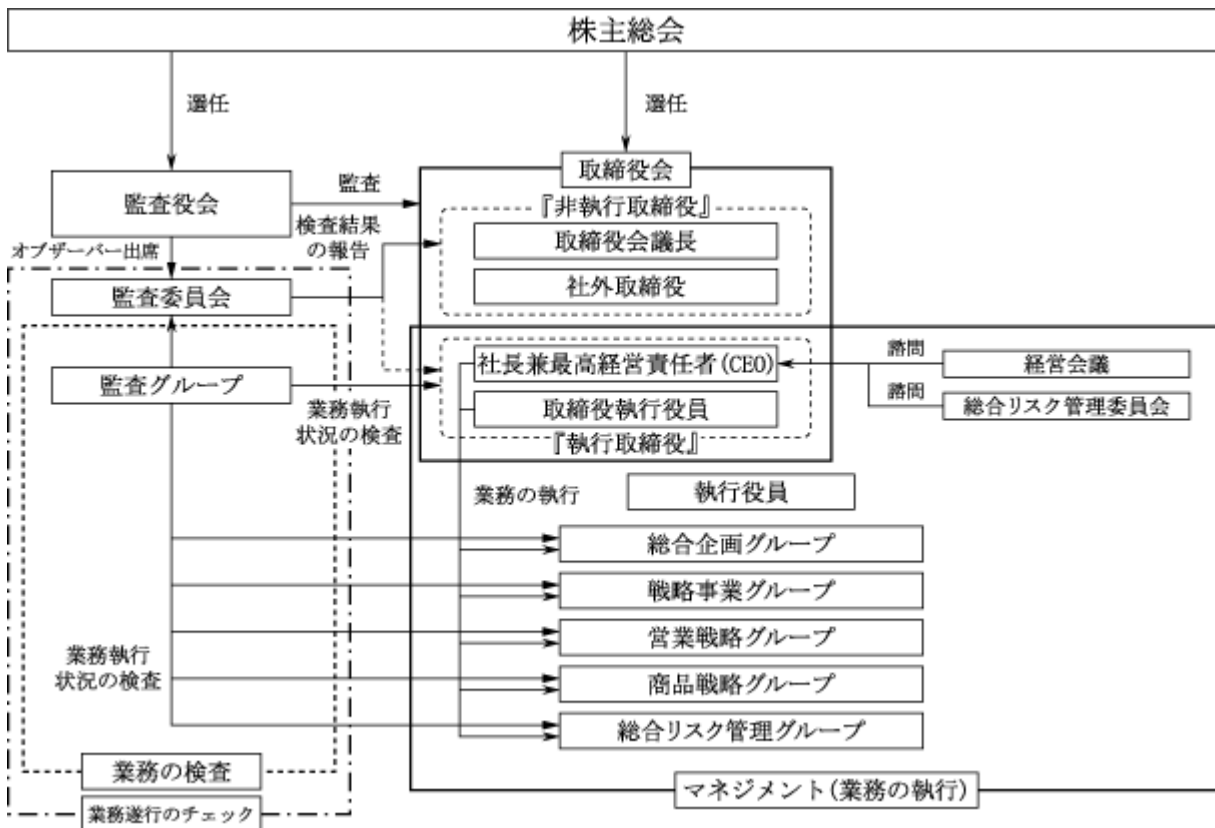 株主総会
選任
選任
取締役会
監査役会
監査
『非執行取締役』
検査結果
の報告
取締役会議長
オブザーバー出席
社外取締役
監査委員会
社長兼最高経営責任者(CEO)
諮問
経営会議
監査グループ
業務執行
状況の検査
取締役執行役員
諮問
総合リスク管理委員会
『執行取締役』
業務の執行
執行役員
総合企画グループ
戦略事業グループ
営業戦略グループ
業務執行
状況の検査
商品戦略グループ
総合リスク管理グループ
業務の検査
マネジメント(業務の執行)
業務遂行のチェック